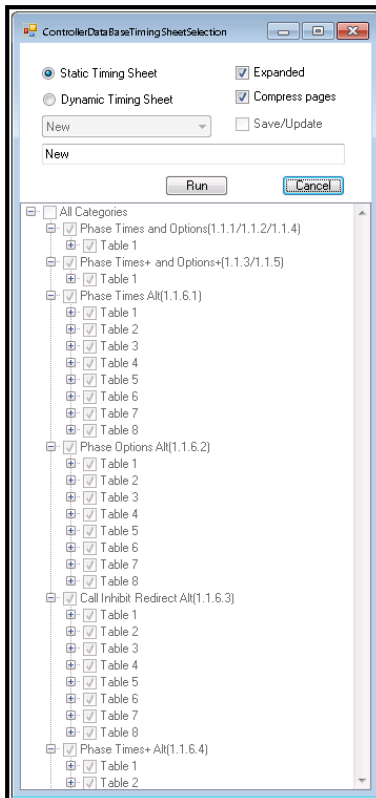 ControllerDataBaseTimingSheetSelection
Static Timing Sheet
Expanded
Dynamic Timing Sheet
Compress pages
New
Save/Update
New
Run
Cancel
All Categories
Phase Times and Options(1.1.1/1.1.2/1.1.4)
Table 1
Phase Times+ and Options+(1.1.3/1.1.5)
Table 1
Phase Times Alt(1.1.6.1)
Table 1
Table 2
Table 3
Table 4
Table 5
Table 6
Table 7
Table 8
Phase Options Alt(1.1.6.2)
Table 1
Table 2
Table 3
Table 4
Table 5
Table 6
Table 7
Table 8
Call Inhibit Redirect Alt(1.1.6.3)
Table 1
Table 2
Table 3
Table 4
Table 5
Table 6
Table 7
Table 8
Phase Times+ Alt(1.1.6.4)
Table 1
Table 2